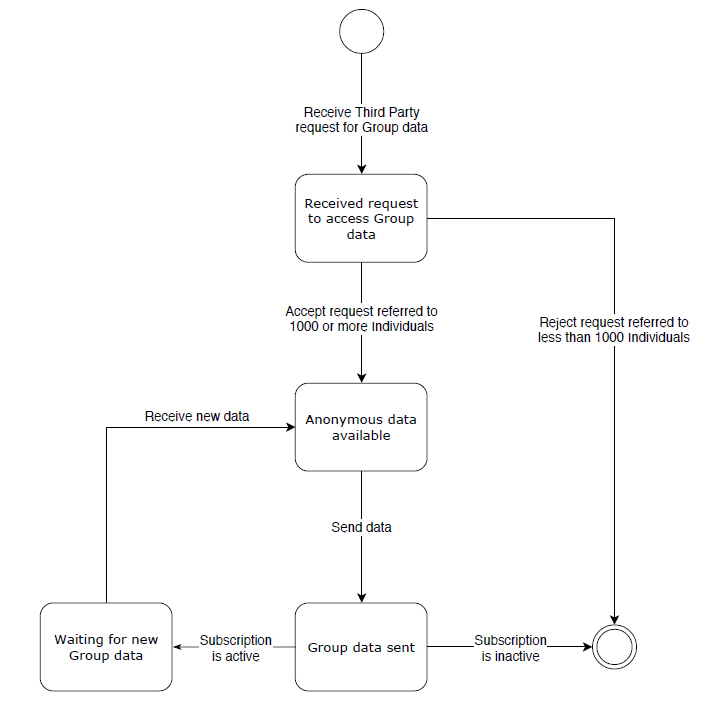 Receive Third Party
request for Group data
Received request
to access Group
data
Accept request referred to
1000 or more Individuals
Reject request referred to
less than 1000 Individuals
Receive new data
Anonymous data
available
Send data
Waiting for new
Group data
Subscription
is active
Group data sent
Subscription
is inactive